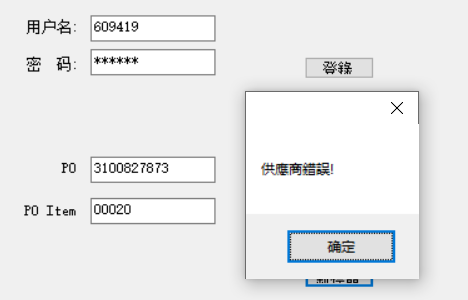 用户名: 609419
密 码: ******
登錄
供應商錯誤!
PO 3100827873
PO Item 00020
确定